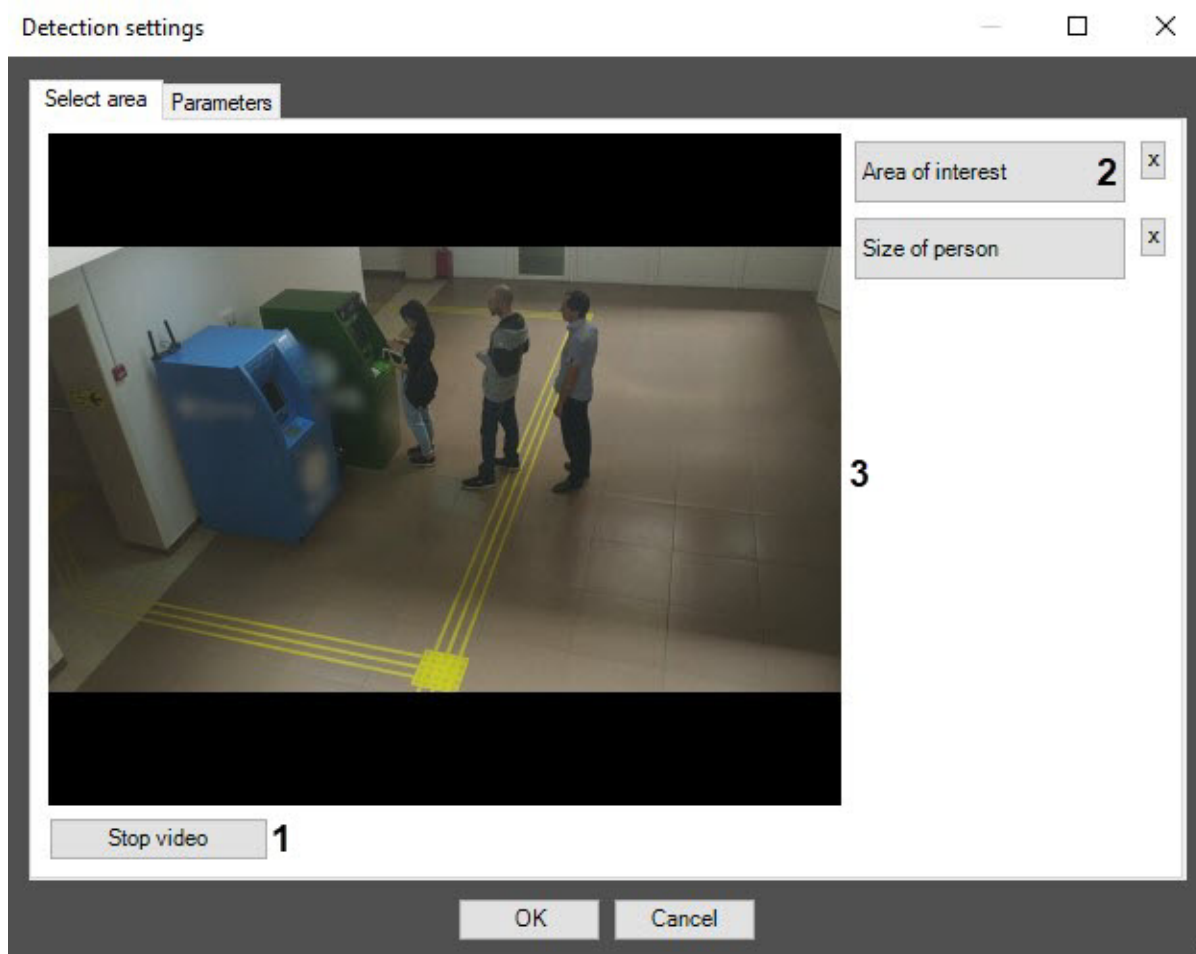 Detection settings
Select area
Parameters
Area of interest 2
x
Size of person
x
3
Stop video 1
OK
Cancel